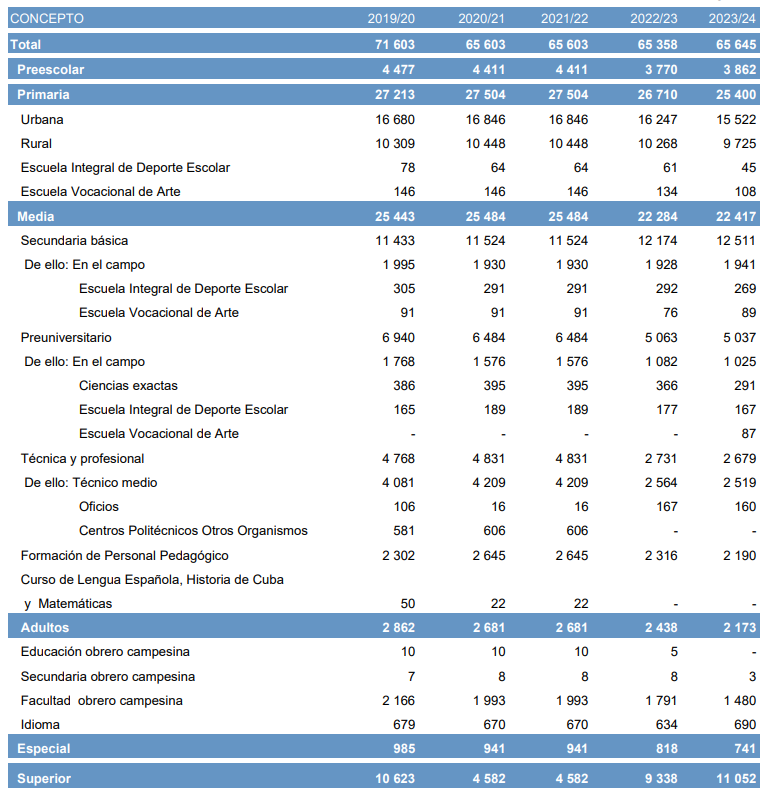 CONCEPTO 2019/20 2020/21 2021/22 2022/23 2023/24
Total 71 603 65 603 65 603 65 358 65 645
Preescolar 4 477 4 411 4 411 3 770 3 862
Primaria 27 213 27 504 27 504 26 710 25 400
Urbana 16 680 16 846 16 846 16 247 15 522
Rural 10 309 10 448 10 448 10 268 9 725
Escuela Integral de Deporte Escolar 78 64 64 61 45
Escuela Vocacional de Arte 146 146 146 134 108
Media 25 443 25 484 25 484 22 284 22 417
Secundaria básica 11 433 11 524 11 524 12 174 12 511
De ello: En el campo 1 995 1 930 1 930 1 928 1 941
Escuela Integral de Deporte Escolar 305 291 291 292 269
Escuela Vocacional de Arte 91 91 91 76 89
Preuniversitario 6 940 6 484 6 484 5 063 5 037
De ello: En el campo 1 768 1 576 1 576 1 082 1 025
Ciencias exactas 386 395 395 366 291
Escuela Integral de Deporte Escolar 165 189 189 177 167
Escuela Vocacional de Arte - - - - 87
Técnica y profesional 4 768 4 831 4 831 2 731 2 679
De ello: Técnico medio 4 081 4 209 4 209 2 564 2 519
Oficios 106 16 16 167 160
Centros Politécnicos Otros Organismos 581 606 606 - -
Formación de Personal Pedagógico 2 302 2 645 2 645 2 316 2 190
Curso de Lengua Española, Historia de Cuba
y Matemáticas 50 22 22 - -
Adultos 2 862 2 681 2 681 2 438 2 173
Educación obrero campesina 10 10 10 5 -
Secundaria obrero campesina 7 8 8 8 3
Facultad obrero campesina 2 166 1 993 1 993 1 791 1 480
Idioma 679 670 670 634 690
Especial 985 941 941 818 741
Superior 10 623 4 582 4 582 9 338 11 052